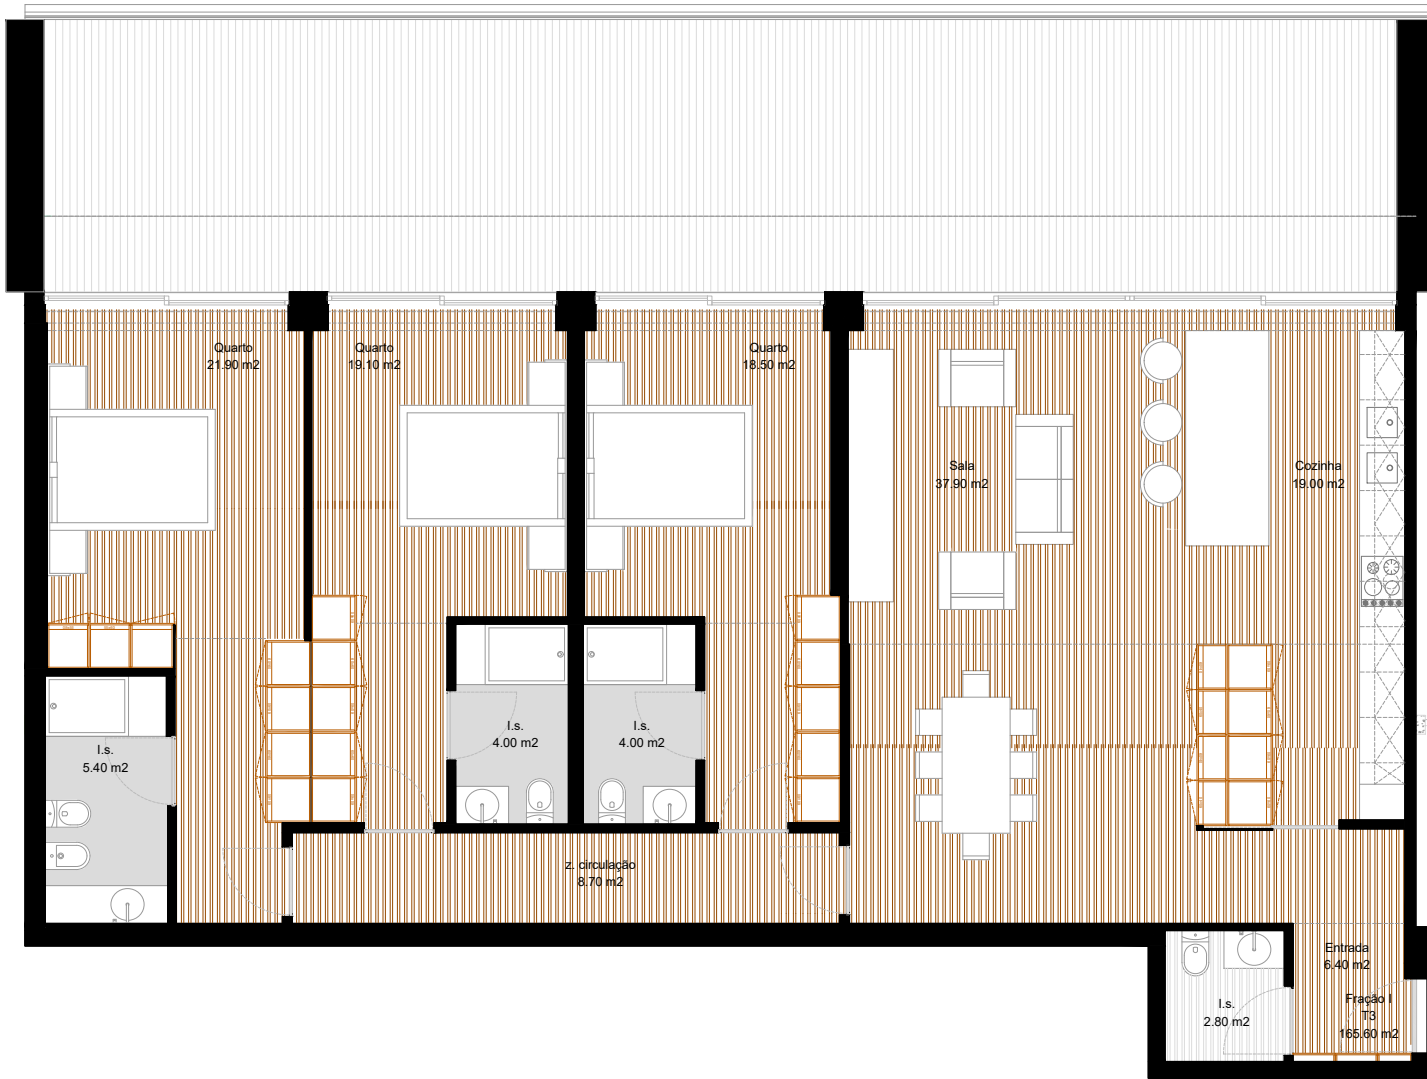 Quarto
21.90 m2
Quarto
19.10 m2
Quarto
18.50 m2
Sala
37.90 m2
Cozinha
19.00 m2
I.s.
5.40 m2
I.s.
4.00 m2
I.s.
4.00 m2
z. circulação
8.70 m2
Entrada
6.40 m2
I.s.
2.80 m2
Fração I
T3
165.60 m2